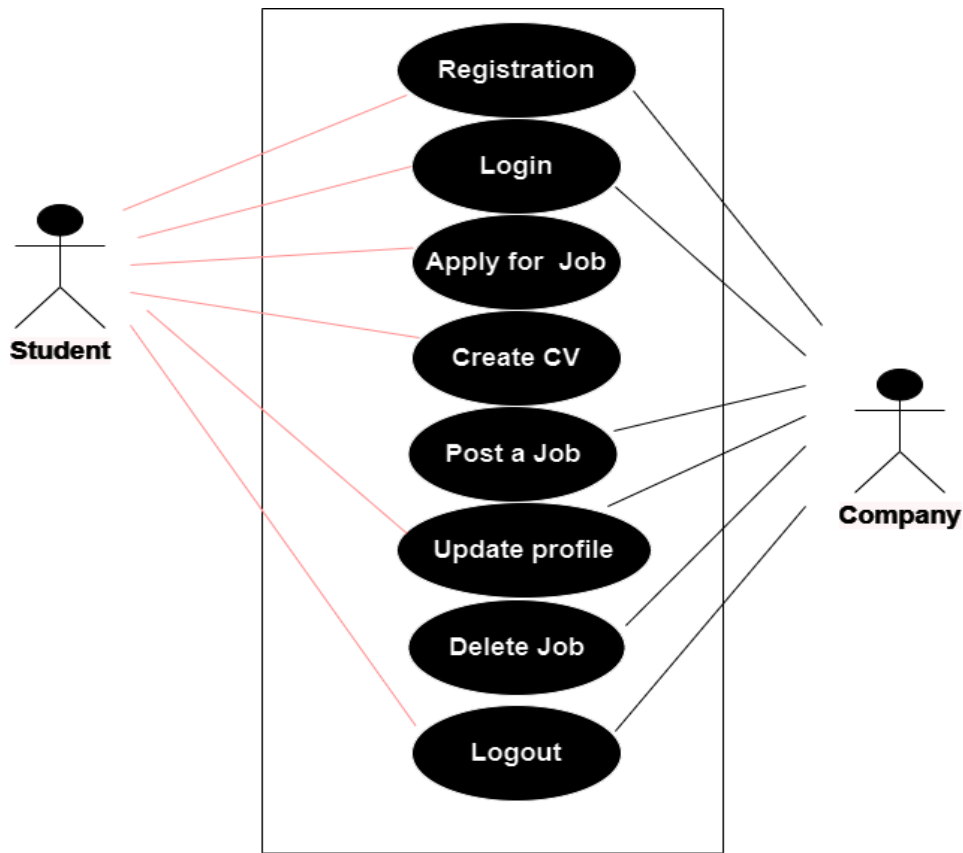 Registration
Login
Apply for  Job
Student
Create CV
Post a Job
Company
Update profile
Delete Job
Logout